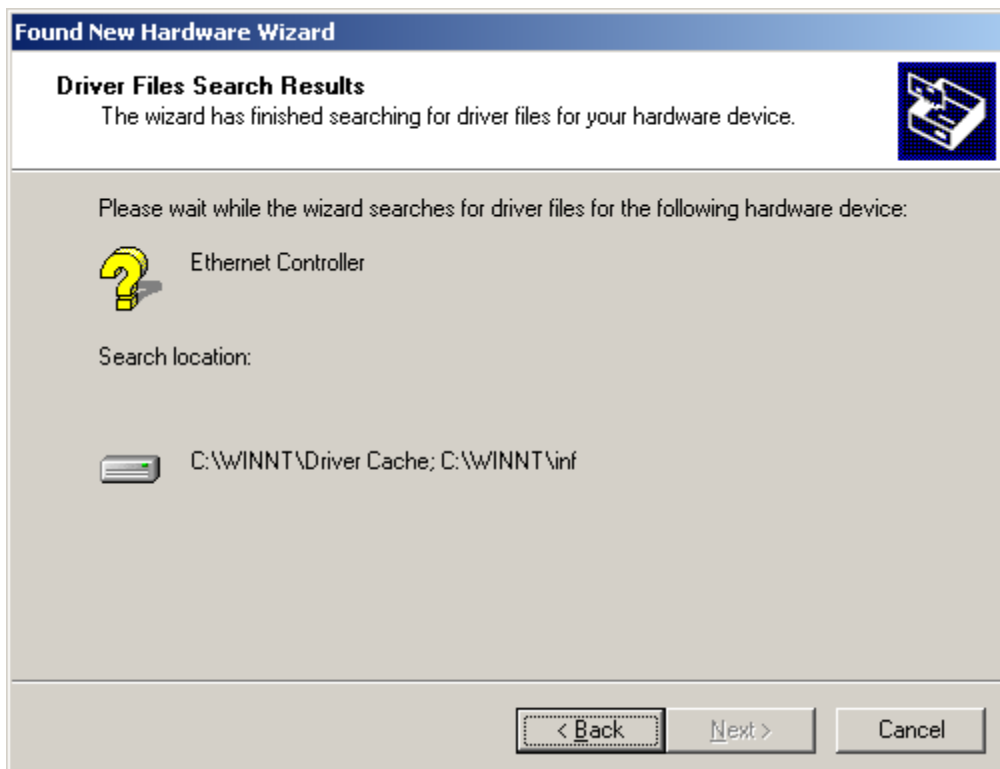 Found New Hardware Wizard
Driver Files Search Results
The wizard has finished searching for driver files for your hardware device.
Please wait while the wizard searches for driver files for the following hardware device:
Ethernet Controller
Search location:
C:\WINNT\Driver Cache; C:\WINNT\inf
< Back Next > Cancel